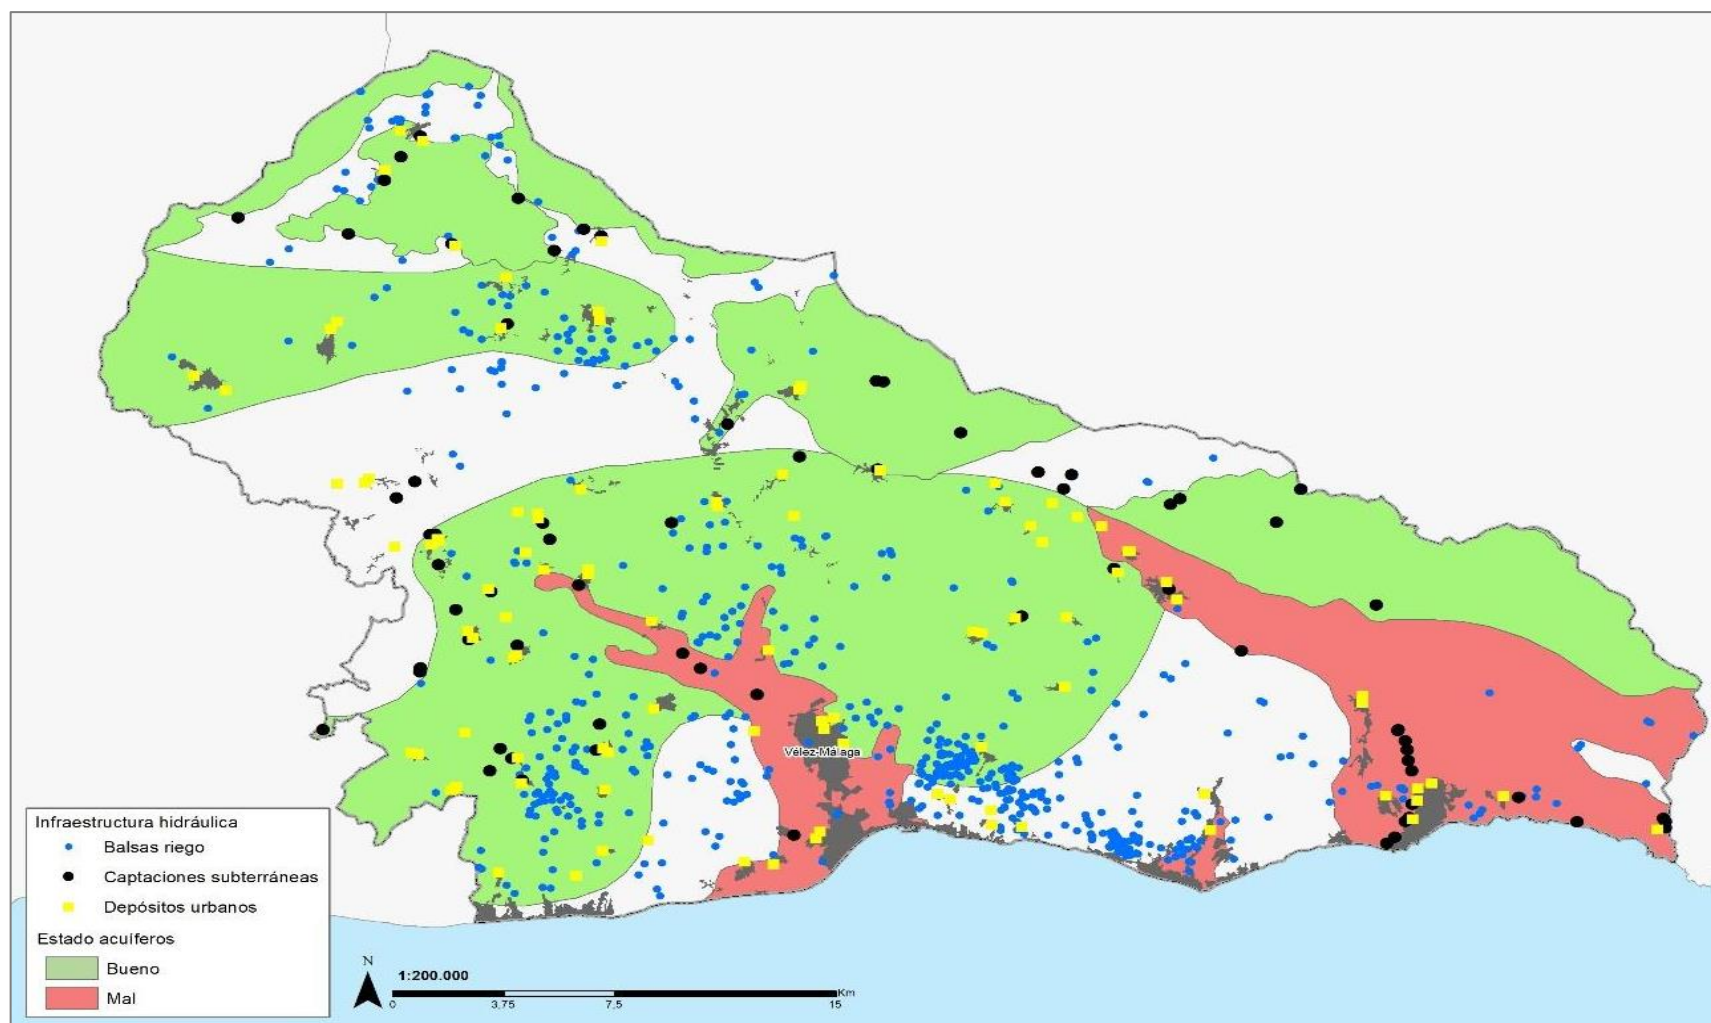 Vélez-Málaga
Infraestructura hidráulica
Balsas riego
Captaciones subterráneas
Depósitos urbanos
Estado acuíferos
Bueno
Mal
N
1:200.000
Km
0 3.75 7.5 15